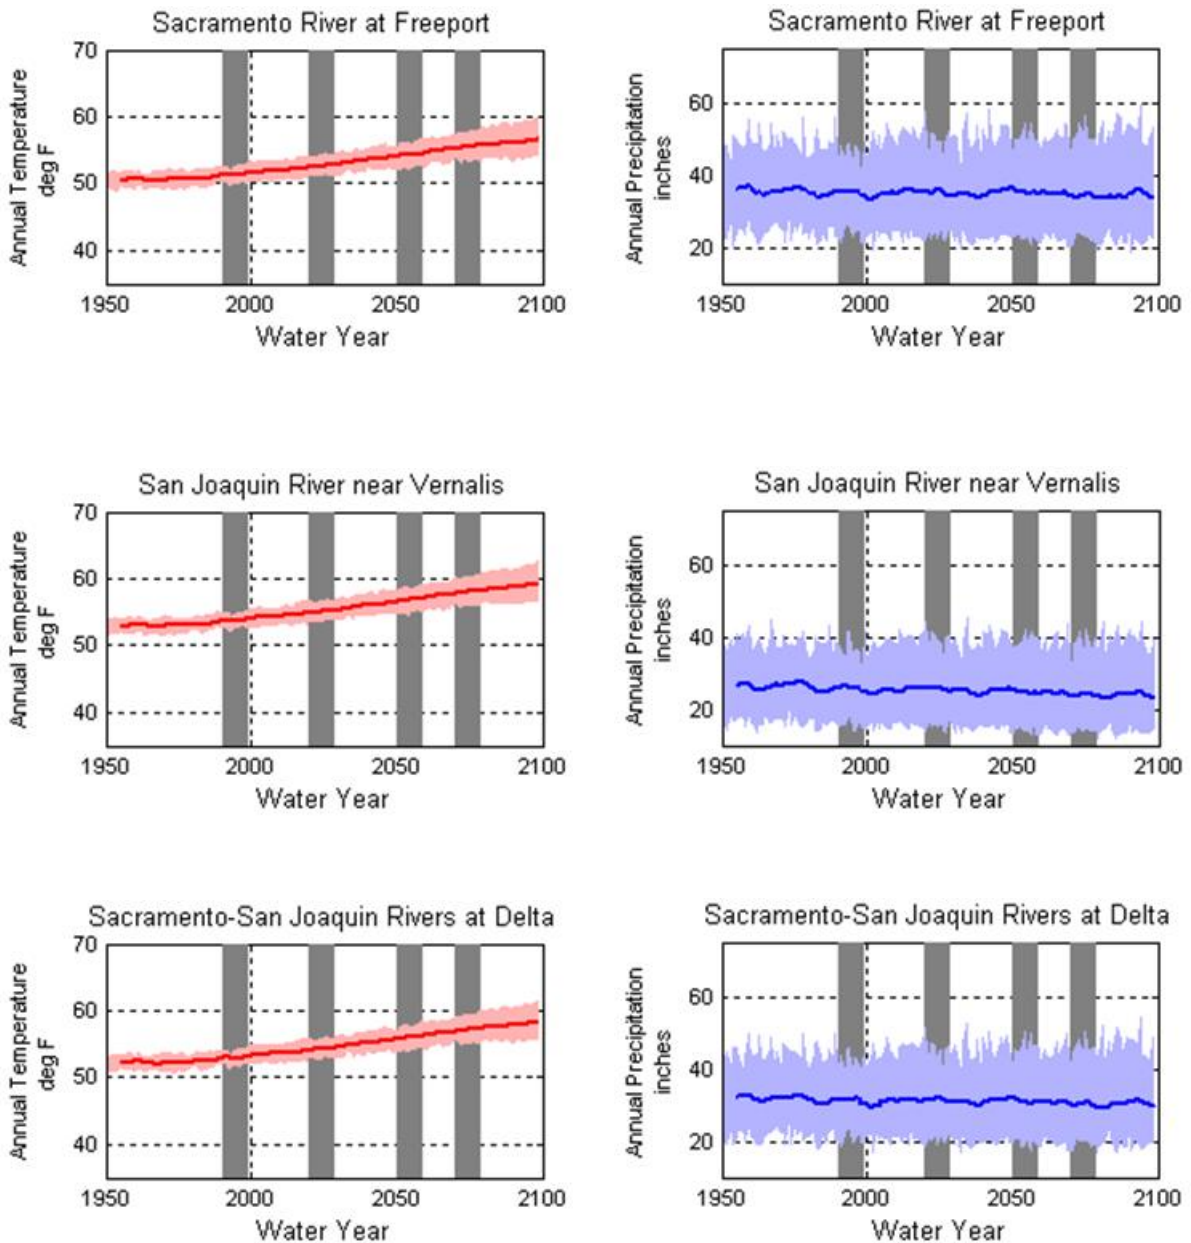 Sacramento River at Freeport
Annual Temperature
deg F
70
60
50
40
1950
2000
2050
2100
Water Year
Sacramento River at Freeport
Annual Precipitation
inches
60
40
20
1950
2000
2050
2100
Water Year
San Joaquin River near Vernalis
Annual Temperature
deg F
70
60
50
40
1950
2000
2050
2100
Water Year
San Joaquin River near Vernalis
Annual Precipitation
inches
60
40
20
1950
2000
2050
2100
Water Year
Sacramento-San Joaquin Rivers at Delta
Annual Temperature
deg F
70
60
50
40
1950
2000
2050
2100
Water Year
Sacramento-San Joaquin Rivers at Delta
Annual Precipitation
inches
60
40
20
1950
2000
2050
2100
Water Year